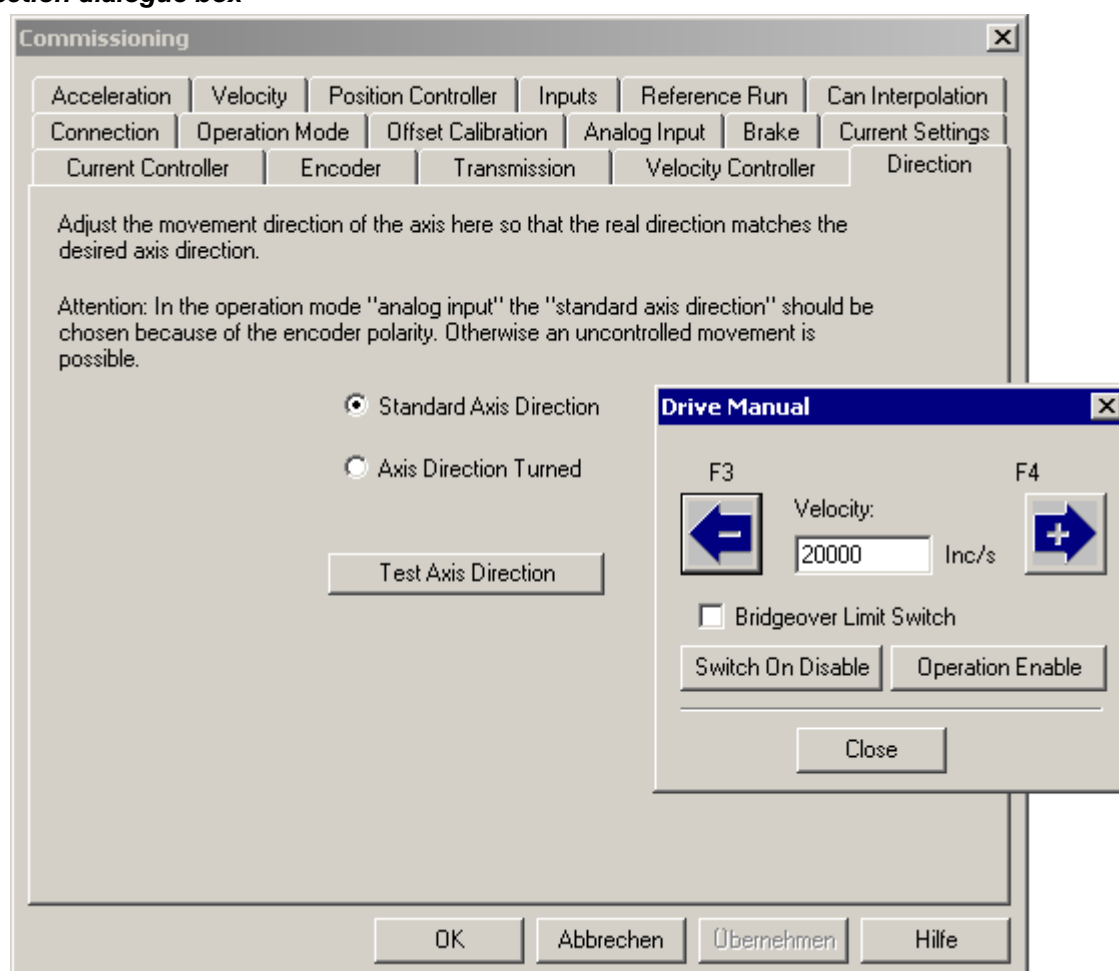 dialogue box
Commissioning
Acceleration Velocity Position Controller Inputs Reference Run Can Interpolation
Connection Operation Mode Offset Calibration Analog Input Brake Current Settings
Current Controller Encoder Transmission Velocity Controller Direction
Adjust the movement direction of the axis here so that the real direction matches the
desired axis direction.
Attention: In the operation mode "analog input" the "standard axis direction" should be
chosen because of the encoder polarity. Otherwise an uncontrolled movement is
possible.
Standard Axis Direction
Axis Direction Turned
Test Axis Direction
Drive Manual
F3 F4
Velocity:
20000 Inc/s
Bridgeover Limit Switch
Switch On Disable Operation Enable
Close
OK Abbrechen Übernehmen Hilfe